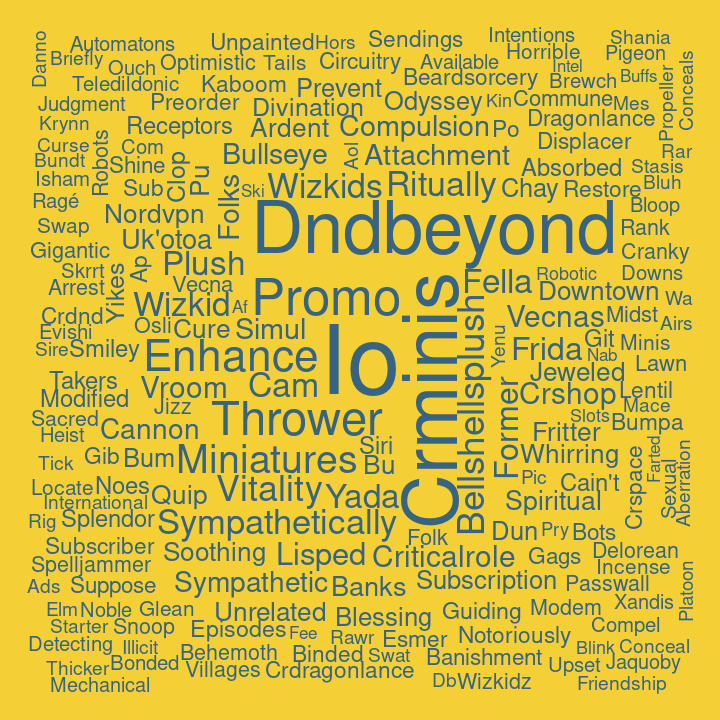 Danno
Automatons
Unpainted
Hors
Sendings
Intentions
Shania
Briefly
Ouch
Optimistic
Tails
Circuitry
Available
Horrible
Pigeon
Teledildonic
Kaboom
Prevent
Beardsorcery
Intel
Brewch
Buffs
Propeller
Conceals
Judgment
Preorder
Divination
Odyssey
Kin
Commune
Mes
Krynn
Receptors
Ardent
Compulsion
Po
Dragonlance
Curse
Robots
Com
Bullseye
Aol
Attachment
Displacer
Rar
Bundt
Shine
Clop
Pu
Absorbed
Stasis
Isham
Sub
Folks
Ski
Wizkids
Ritually
Chay
Restore
Bluh
Ragé
Nordvpn
Dndbeyond
Bloop
Swap
Uk'otoa
Rank
Gigantic
Ap
Plush
Cranky
Skrrt
Yikes
Vecna
Fella
Robotic
Downs
Arrest
Wizkid
Af
Promo
Downtown
Wa
Crdnd
Osli
Cure
Simul
Io
Crminis
Bellshellsplush
Vecnas
Midst
Airs
Evishi
Yenu
Git
Minis
Sire
Smiley
Enhance
Frida
Nab
Lawn
Takers
Vroom
Cam
Former
Jeweled
Modified
Jizz
Crshop
Lentil
Sacred
Cannon
Thrower
Slots
Mace
Heist
Siri
Fritter
Bumpa
Tick
Gib
Bum
Miniatures
Bu
Whirring
Farted
Locate
Noes
Quip
Vitality
Yada
Pic
Cain't
Crspace
Sexual
Aberration
International
Spiritual
Rig
Splendor
Sympathetically
Folk
Dun
Pry
Bots
Subscriber
Soothing
Lisped
Criticalrole
Gags
Delorean
Spelljammer
Incense
Ads
Suppose
Sympathetic
Banks
Subscription
Passwall
Platoon
Elm
Noble
Glean
Unrelated
Blessing
Guiding
Modem
Xandis
Starter
Snoop
Episodes
Fee
Rawr
Esmer
Notoriously
Compel
Detecting
Illicit
Behemoth
Binded
Swat
Banishment
Blink
Conceal
Thicker
Bonded
Villages
Crdragonlance
Upset
Jaquoby
Mechanical
Db
Wizkidz
Friendship